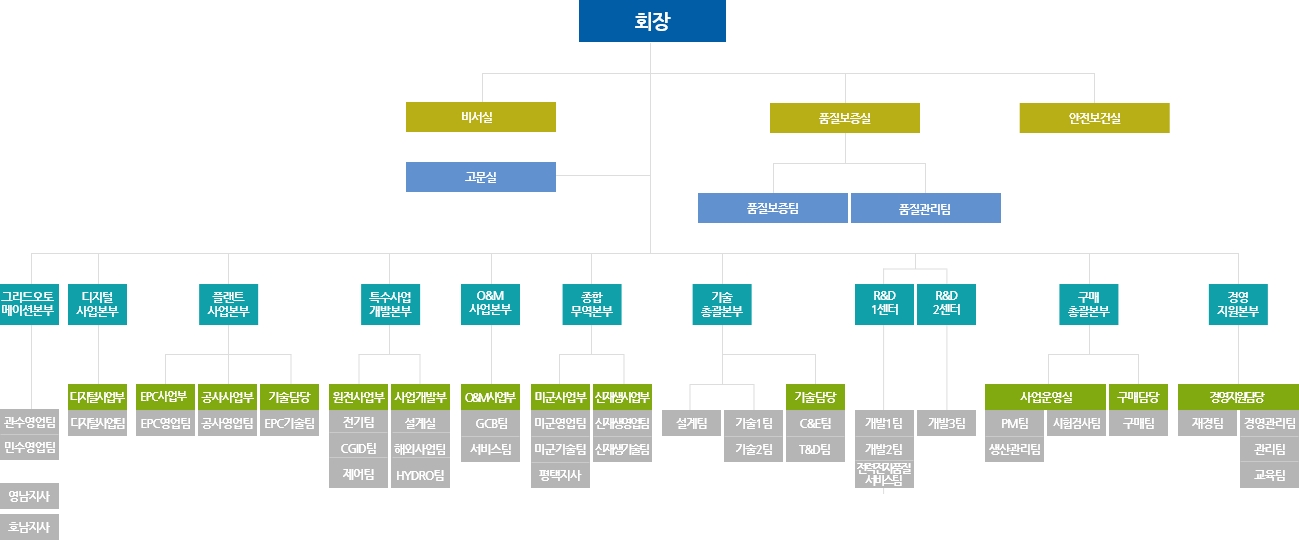 회장
비서실
품질보증실
안전보건실
고문실
품질보증팀
품질관리팀
그리드오토
메이션본부
디지털
사업본부
플랜트
사업본부
특수사업
개발본부
O&M
사업본부
종합
무역본부
기술
총괄본부
R&D
1센터
R&D
2센터
구매
총괄본부
경영
지원본부
디지털사업부
EPC사업부
공사사업부
기술담당
원전사업부
사업개발부
O&M사업부
미군사업부
신재생사업부
기술담당
사업운영실
구매담당
경영지원담당
관수영업팀
민수영업팀
영남지사
호남지사
디지털사업팀
EPC영업팀
공사영업팀
EPC기술팀
전기팀
CGID팀
제어팀
설계실
해외사업팀
HYDRO팀
GCB팀
서비스팀
미군영업팀
미군기술팀
평택지사
신재생영업팀
신재생기술팀
설계팀
기술1팀
기술2팀
C&E팀
T&D팀
개발1팀
개발2팀
전력전자품질
서비스팀
개발3팀
PM팀
생산관리팀
시험검사팀
구매팀
재경팀
경영관리팀
관리팀
교육팀